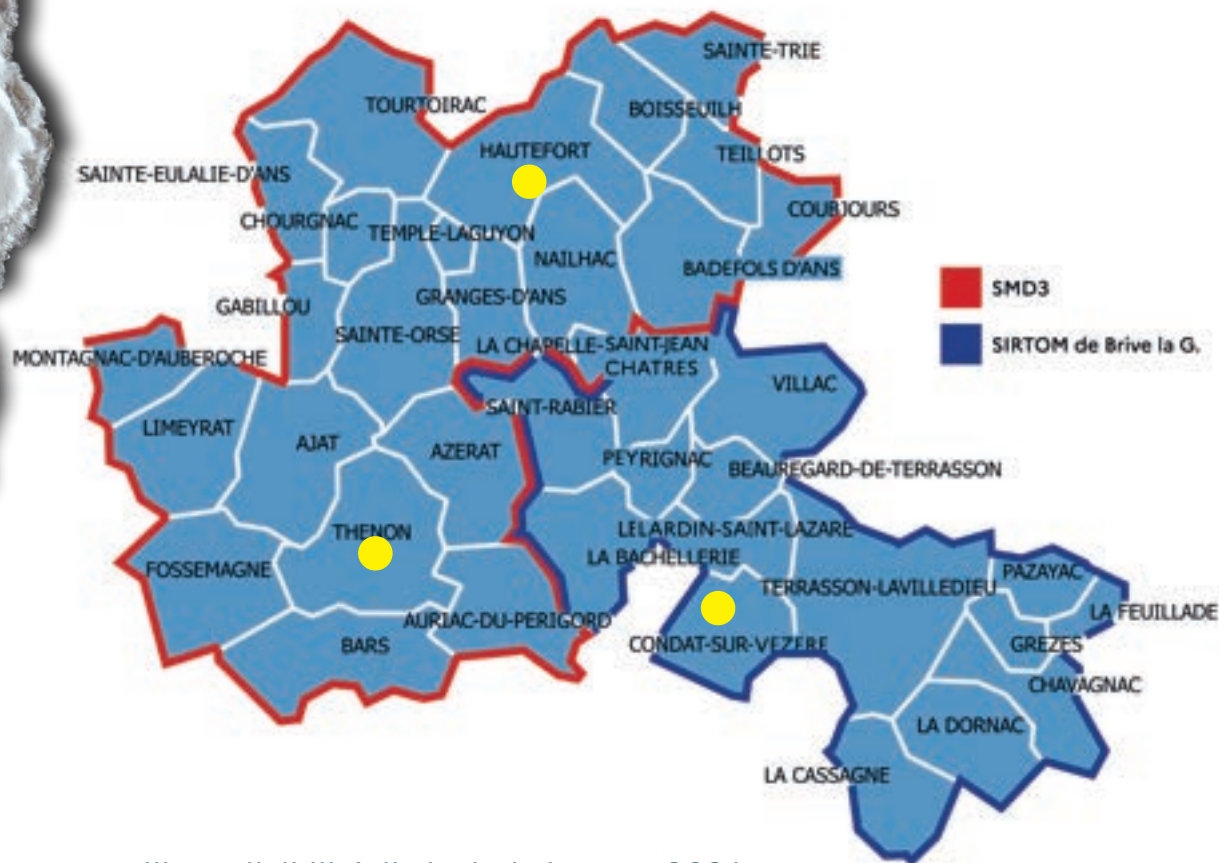 SAINTE-TRIE
TOURTOIRAC
BOISSEUILH
HAUTEFORT
TEILLOTS
SAINTE-EULALIE-D'ANS
COUBJOURS
CHOURGNAC
TEMPLE-LAGUYON
NAILHAC
BADEFOLS D'ANS
GRANGES-D'ANS
SMD3
GABILLOU
SAINTE-ORSE
LA CHAPELLE-SAINT-JEAN
SIRTOM de Brive la G.
MONTAGNAC-D'AUBEROCHE
CHATRES
VILLAC
SAINT-RABIER
LIMEYRAT
AJAT
AZERAT
PEYRIGNAC
BEAUREGARD-DE-TERRASSON
THENON
LELARDIN-SAINT-LAZARE
LA BACHELLERIE
FOSSEMAGNE
TERRASSON-LAVILLEDIEU
PAZAYAC
LA FEUILLADE
AURIAC-DU-PERIGORD
BARS
CONDAT-SUR-VEZERE
GREZES
CHAVAGNAC
LA DORNAC
LA CASSAGNE